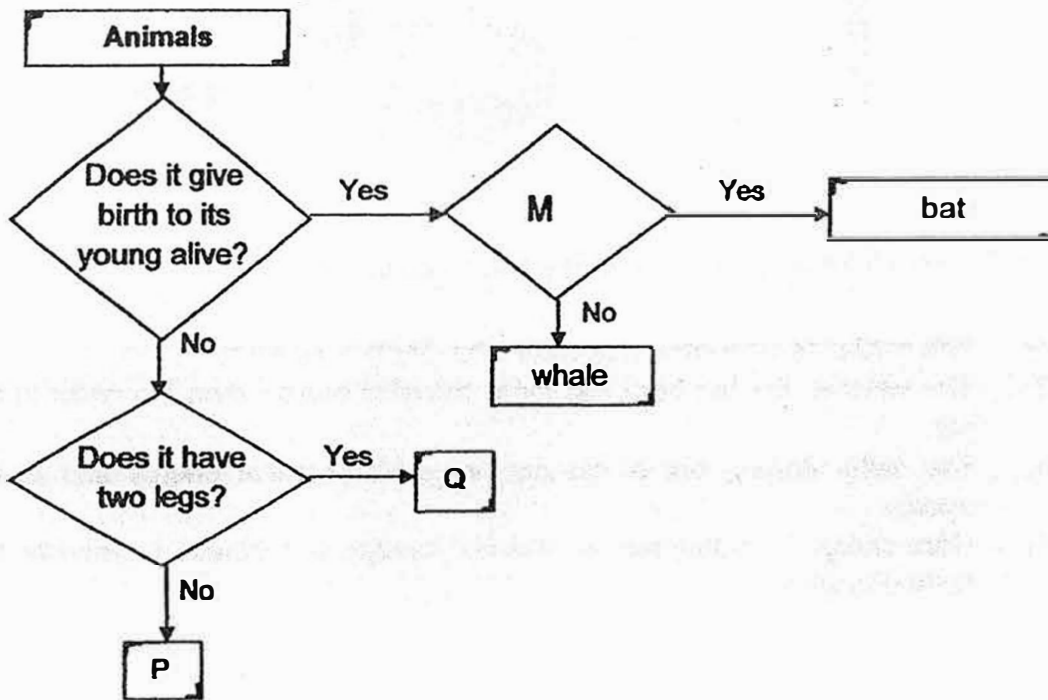 Animals
Does it give
birth to its
young alive?
Yes
M
Yes
bat
No
No
whale
Does it have
two legs?
Yes
Q
No
P